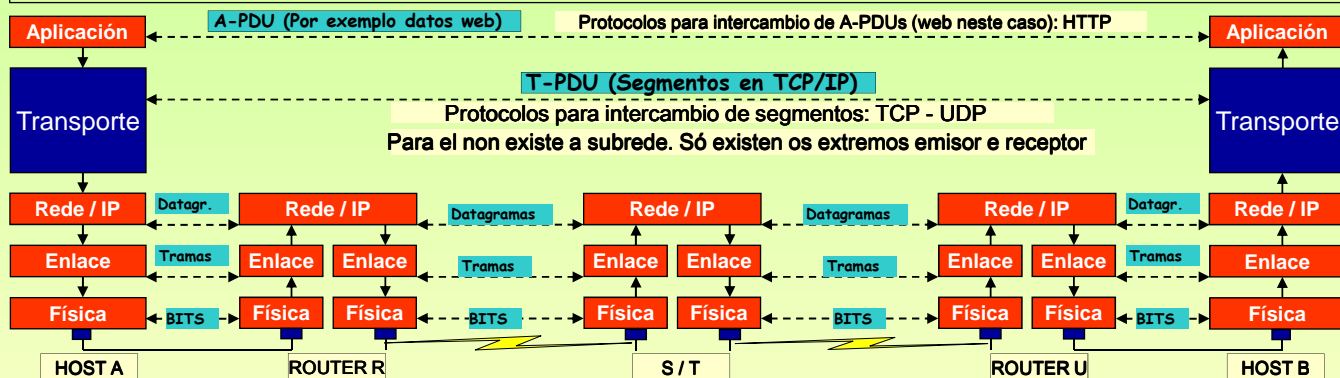 A-PDU (Por exemplo datos web)
Protocolos para intercambio de A-PDUs (web neste caso): HTTP
Aplicación
Aplicación
T-PDU (Segmentos en TCP/IP)
Transporte
Transporte
Protocolos para intercambio de segmentos: TCP - UDP
Para el non existe a subrede. Só existen os extremos emisor e receptor
Rede / IP
Datagr.
Rede / IP
Datagramas
Rede / IP
Datagramas
Rede / IP
Datagr.
Rede / IP
Enlace
Tramas
Enlace
Enlace
Tramas
Enlace
Enlace
Tramas
Enlace
Enlace
Tramas
Enlace
Física
BITS
Física
Física
BITS
Física
Física
BITS
Física
Física
BITS
Física
HOST A
ROUTER R
S / T
ROUTER U
HOST B